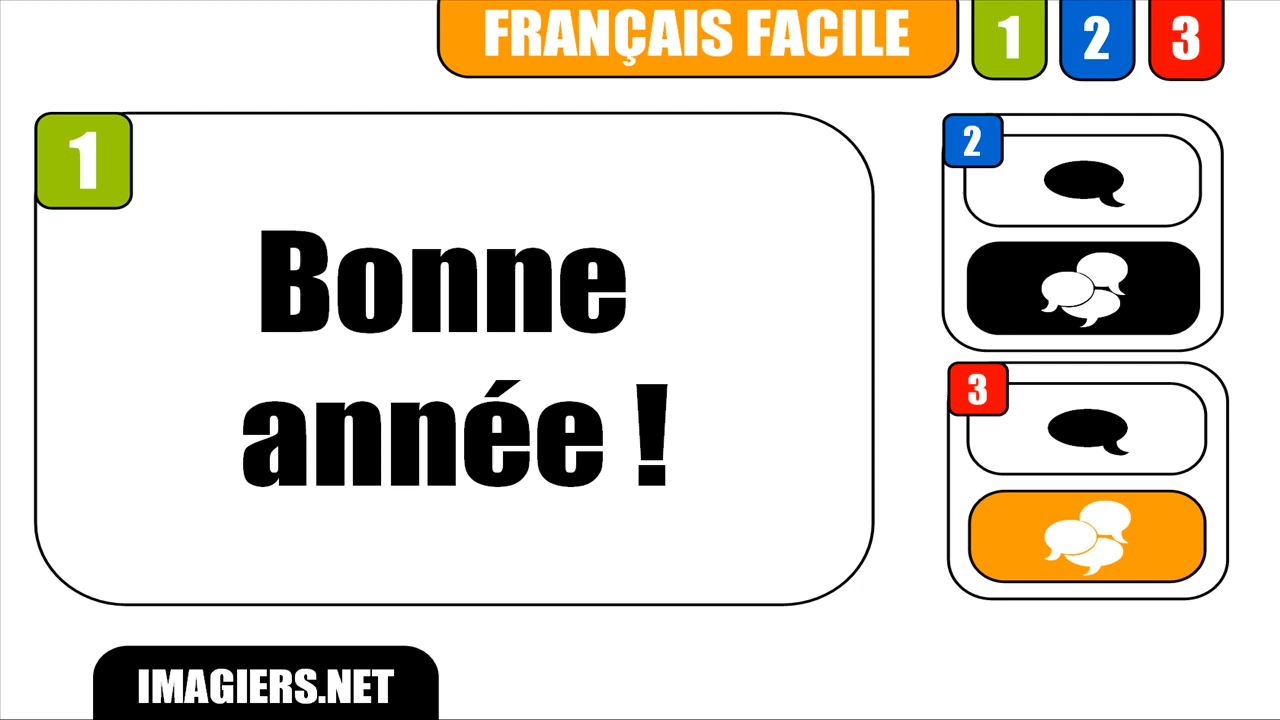 FRANÇAIS FACILE 1 2 3
1
Bonne
année !
2
3
IMAGIERS.NET